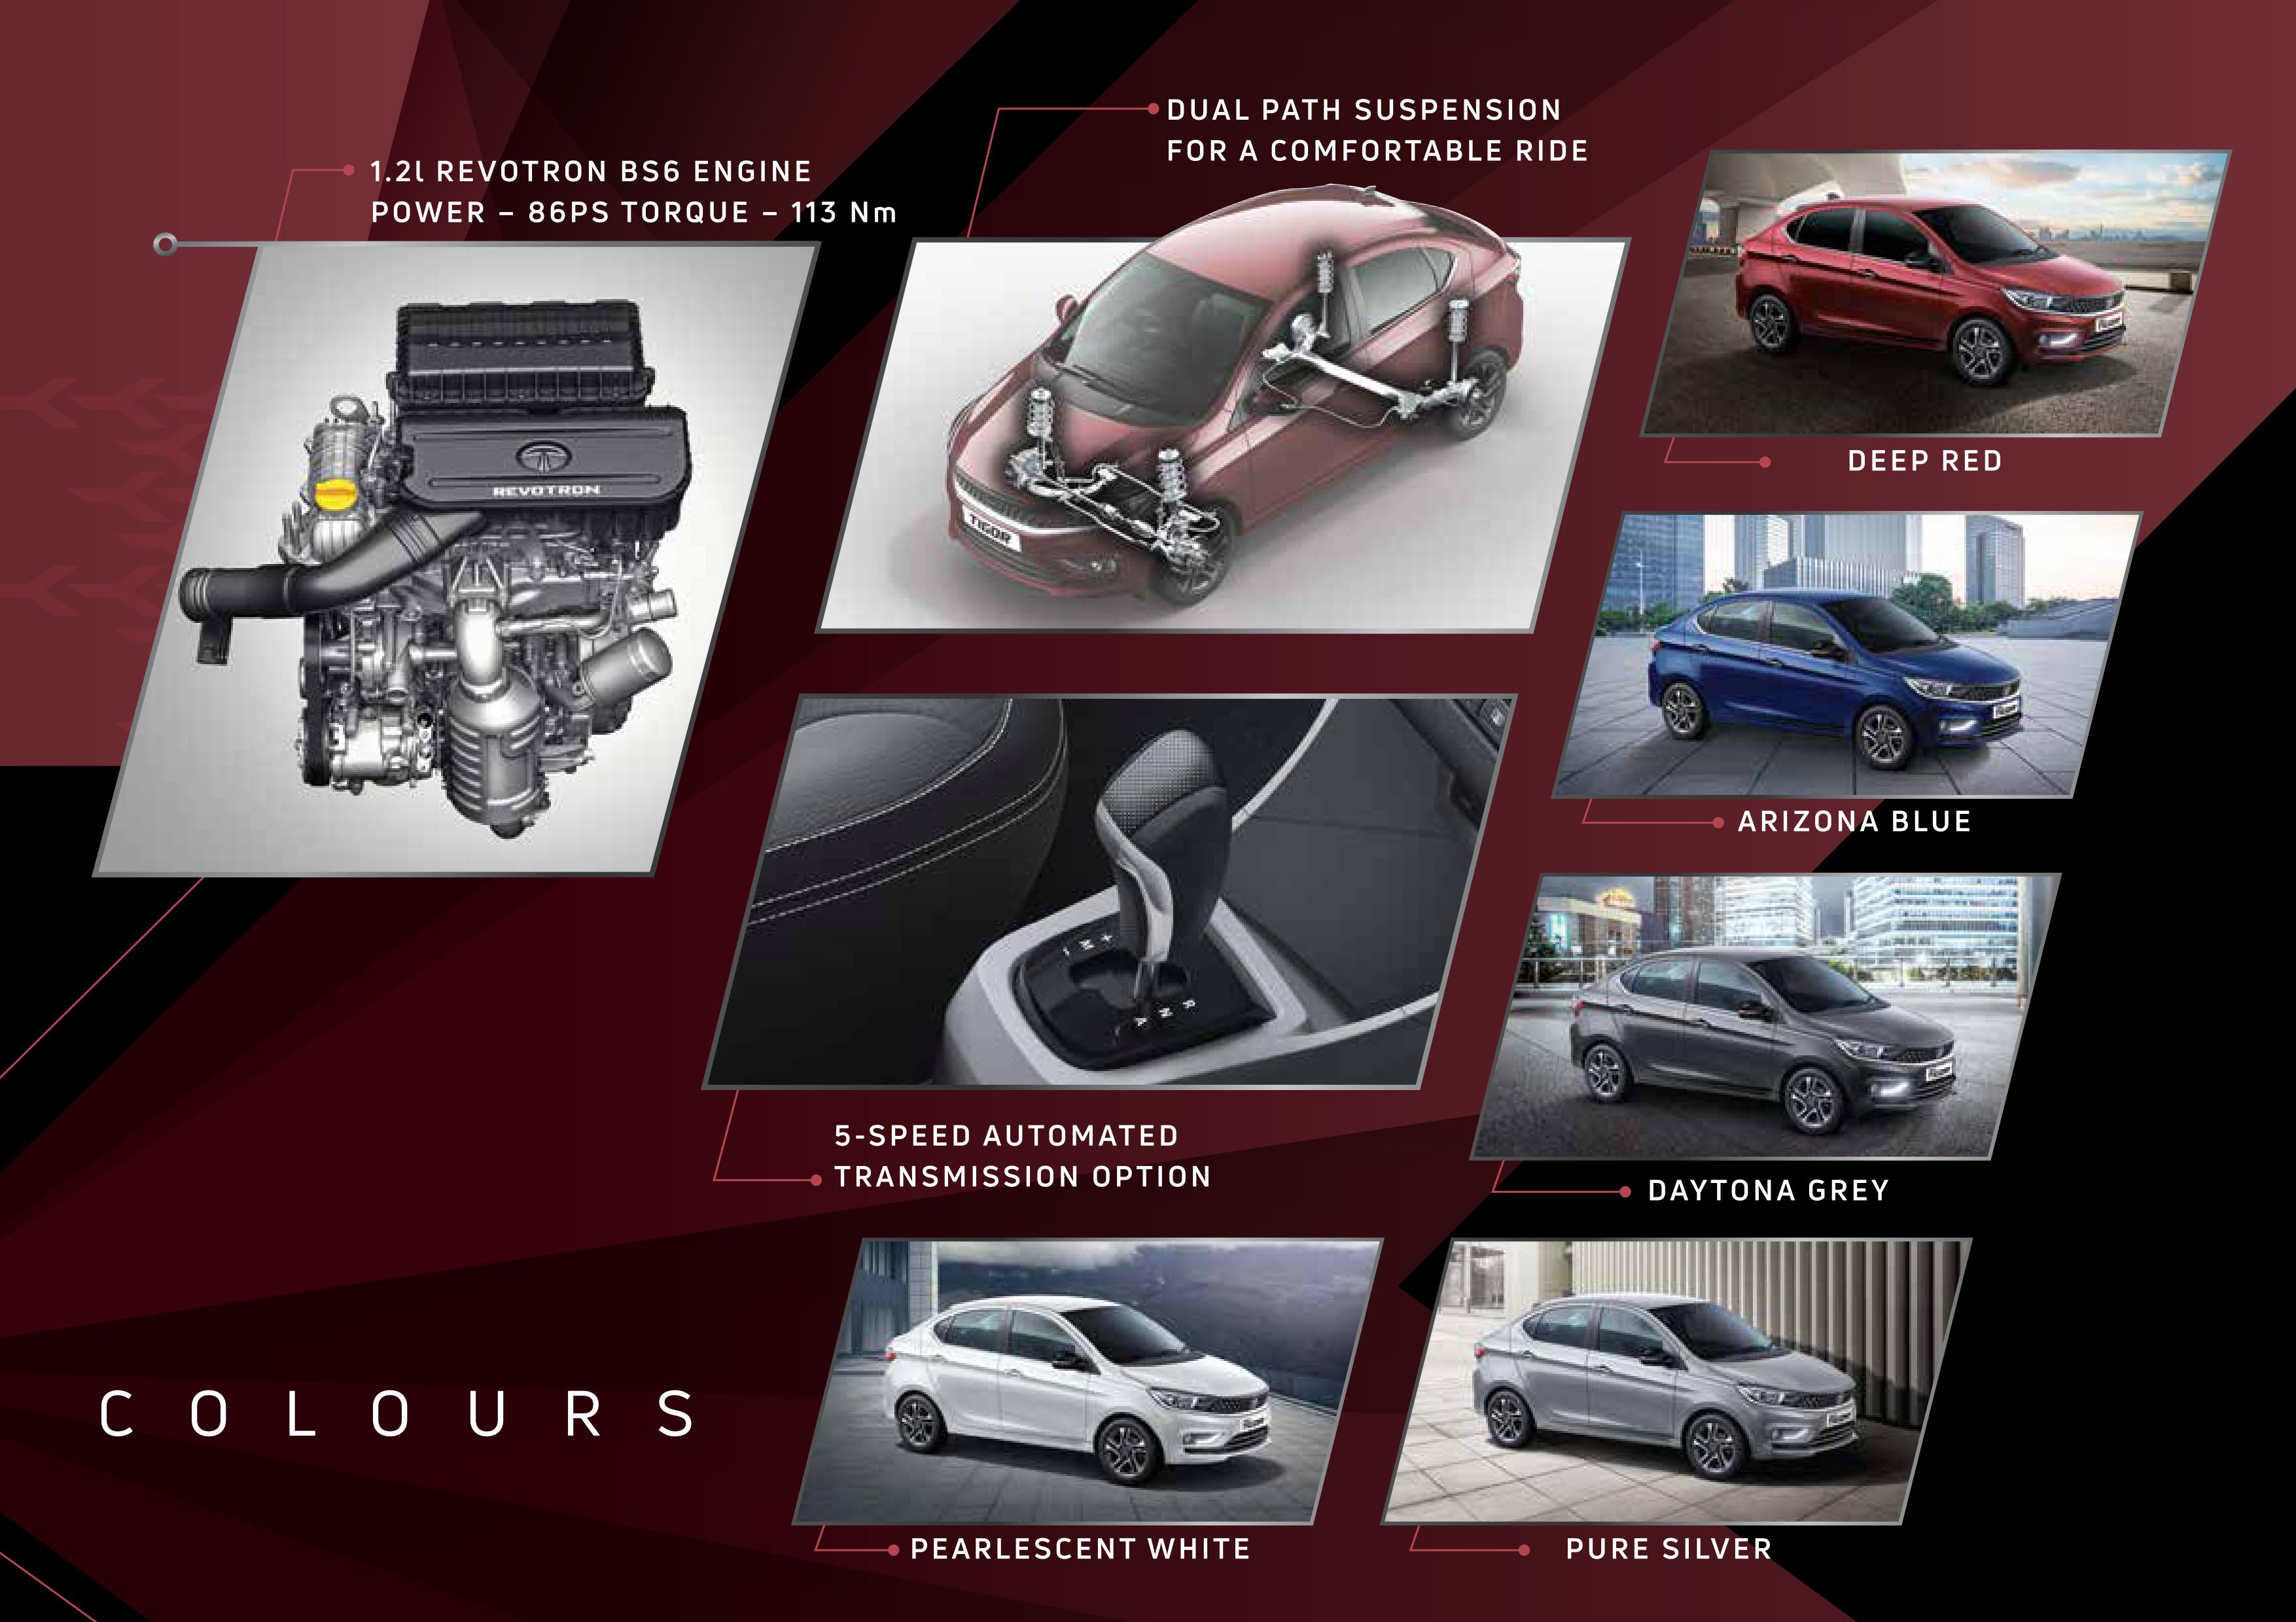 1.2l REVOTRON BS6 ENGINE
POWER – 86PS TORQUE – 113 Nm
REVOTRON
DUAL PATH SUSPENSION
FOR A COMFORTABLE RIDE
TIGOR
DEEP RED
ARIZONA BLUE
+
M
-
R
N
A
5-SPEED AUTOMATED
TRANSMISSION OPTION
DAYTONA GREY
COLOURS
PEARLESCENT WHITE
PURE SILVER